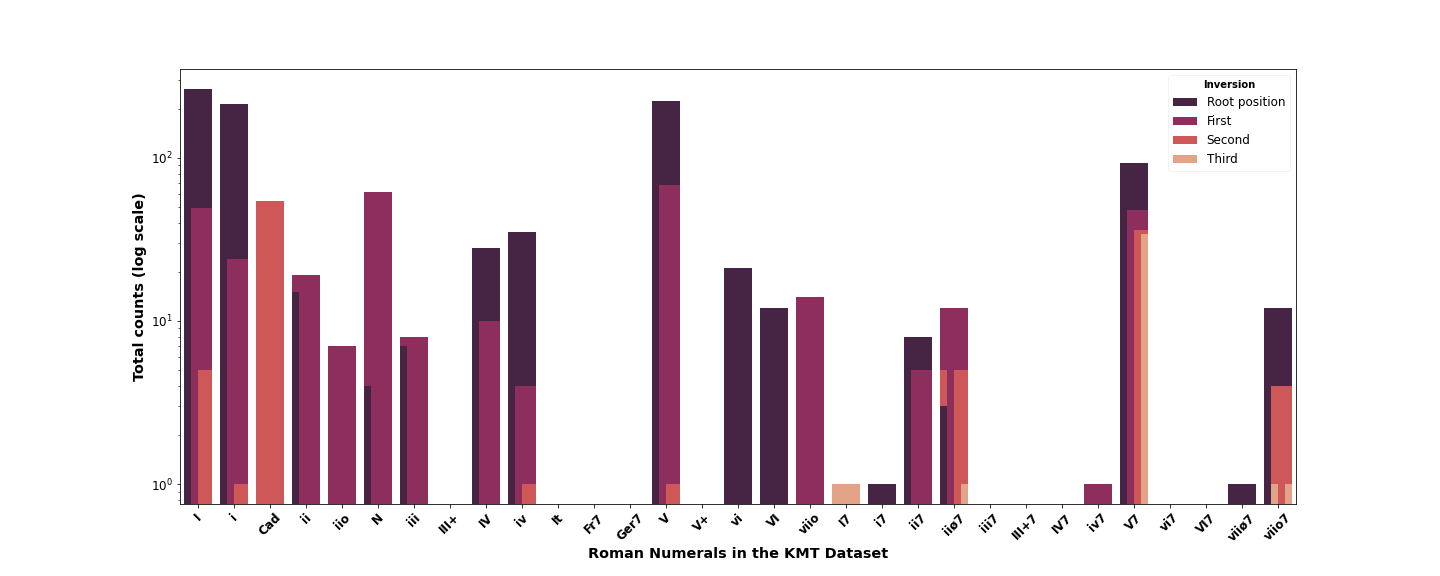 Inversion
Root position
First
Second
Third
10²
10¹
10⁰
Total counts (log scale)
I i Cad ii iio N iii III+ IV iv It Fr7 Ger7 V V+ vi VI viio I7 i7 ii7 iiø7 iii7 III+7 IV7 iv7 V7 vi7 VI7 viiø7 viio7
Roman Numerals in the KMT Dataset